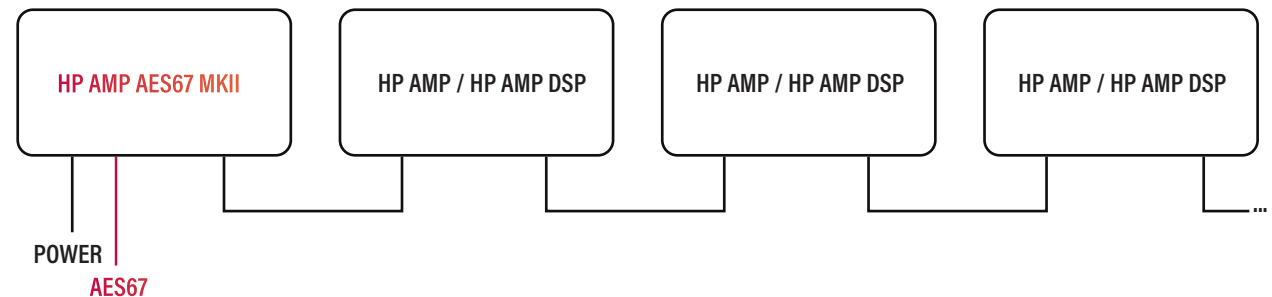 HP AMP AES67 MKII
HP AMP / HP AMP DSP
HP AMP / HP AMP DSP
HP AMP / HP AMP DSP
...
POWER
AES67